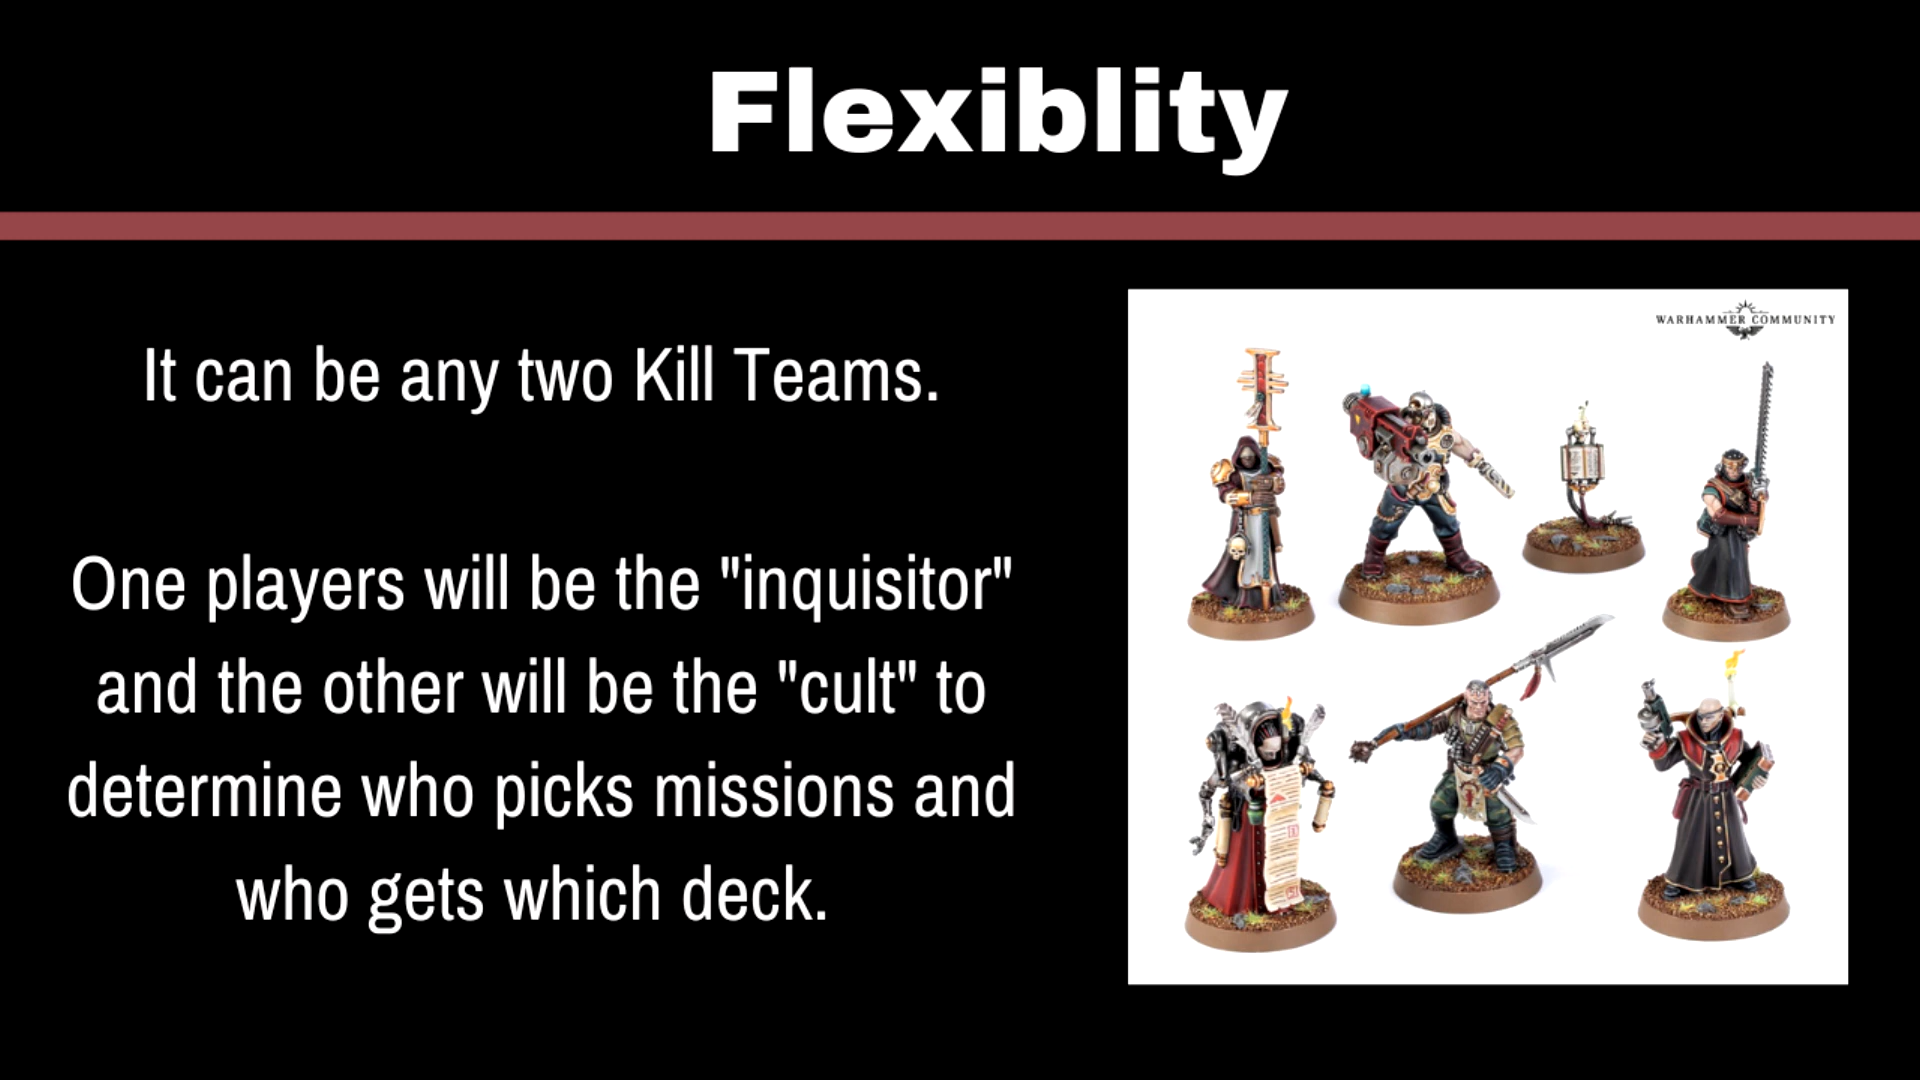 Flexiblity
WARHAMMER COMMUNITY
It can be any two Kill Teams.
One players will be the "inquisitor"
and the other will be the "cult" to
determine who picks missions and
who gets which deck.